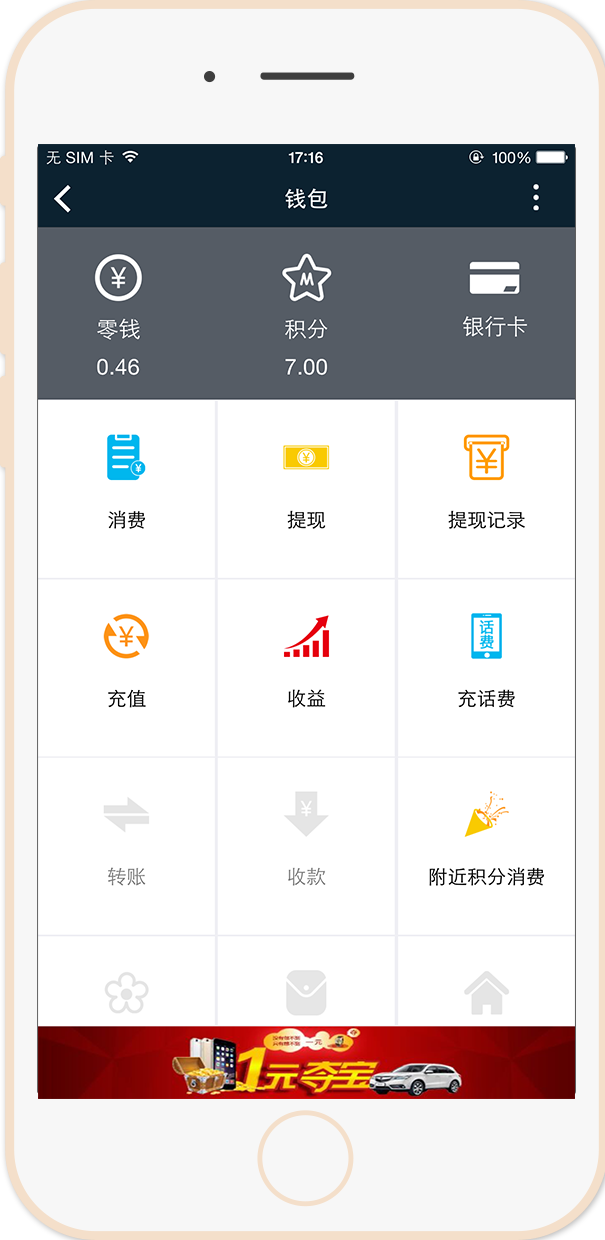 无 SIM 卡 17:16 100%
钱包
¥ M
零钱 积分 银行卡
0.46 7.00
¥ ¥ ¥
消费 提现 提现记录
¥ 话费
充值 收益 充话费
¥
转账 收款 附近积分消费
一元
1元夺宝